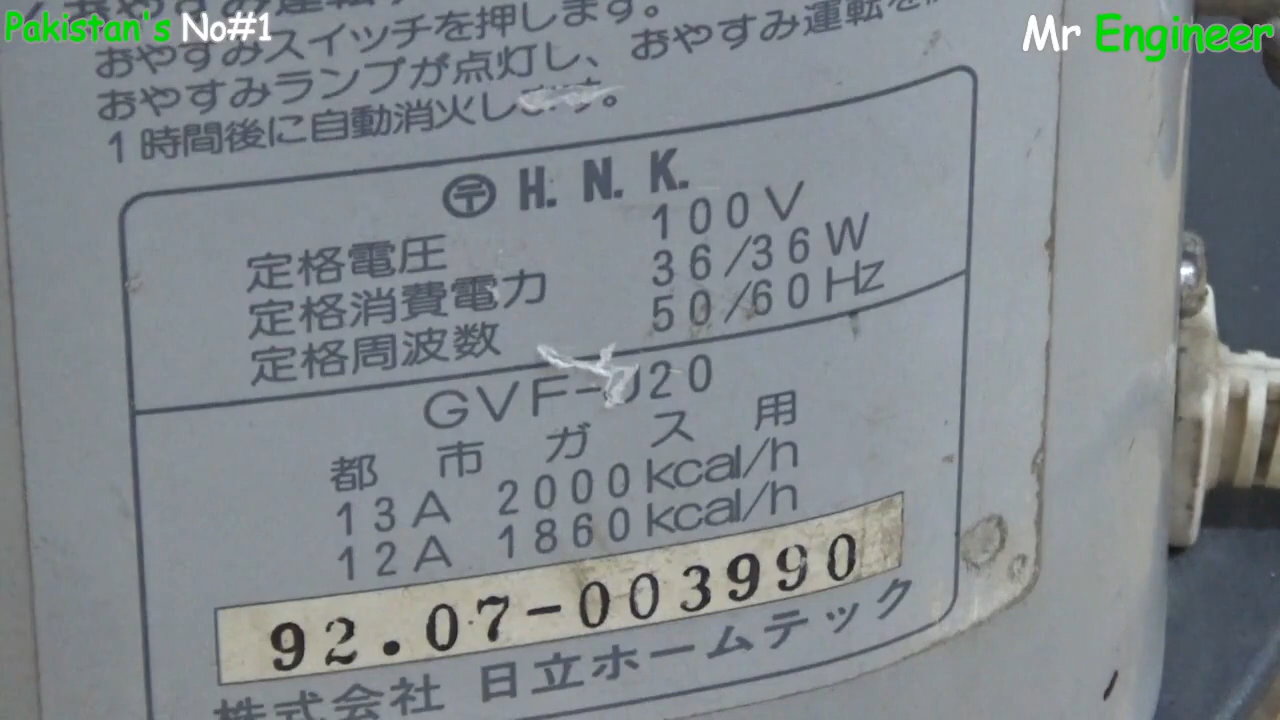 Pakistan's No#1
Mr Engineer
おやすみスイッチを押します。
おやすみランプが点灯し、おやすみ運転を
1時間後に自動消火します。
〒 H. N. K.
定格電圧 100V
定格消費電力 36/36W
定格周波数 50/60Hz
GVF-J20
都市ガス用
13A 2000kcal/h
12A 1860kcal/h
92.07-003990
株式会社 日立ホームテック